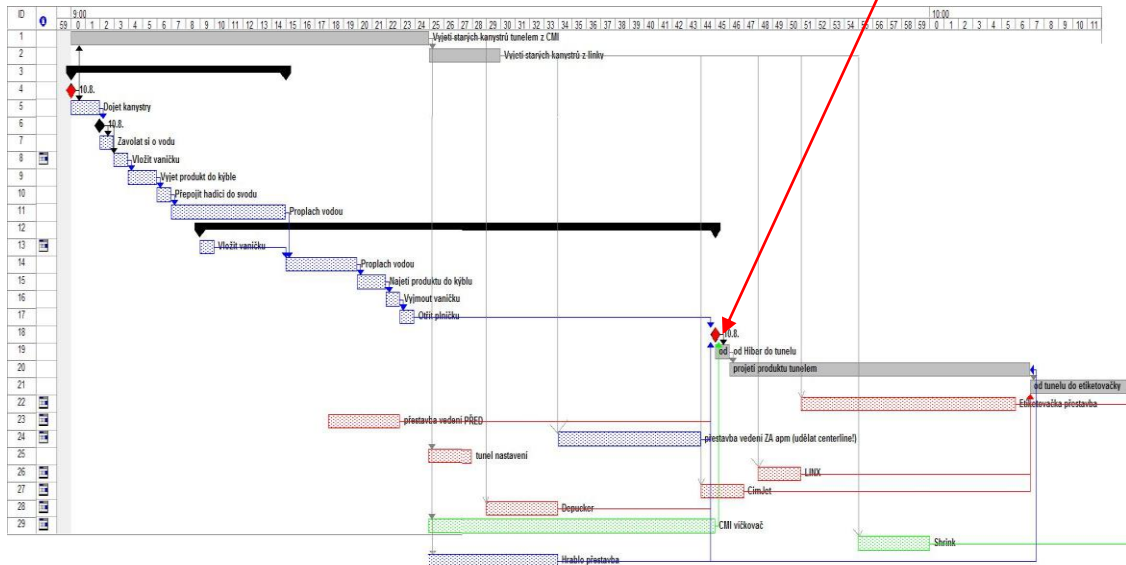 ID 9:00 10:00
59 0 1 2 3 4 5 6 7 8 9 10 11 12 13 14 15 16 17 18 19 20 21 22 23 24 25 26 27 28 29 30 31 32 33 34 35 36 37 38 39 40 41 42 43 44 45 46 47 48 49 50 51 52 53 54 55 56 57 58 59 0 1 2 3 4 5 6 7 8 9 10 11
1 Vyjetí starých kanystrů tunelem z CMI
2 Vyjetí starých kanystrů z linky
3
4 10.8.
5 Dojet kanystry
6 10.8.
7 Zavolat si o vodu
8 Vložit vaničku
9 Vyjet produkt do kýble
10 Přepojit hadici do svodu
11 Proplach vodou
12
13 Vložit vaničku
14 Proplach vodou
15 Najetí produktu do kýblu
16 Vyjmout vaničku
17 Otřít plničku
18 10.8.
19 od od Hibar do tunelu
20 projetí produktu tunelem
21 od tunelu do etiketovačky
22 Etiketovačka přestavba
23 přestavba vedení PŘED
24 přestavba vedení ZA apm (udělat centerline!)
25 tunel nastavení
26 LINX
27 CimJet
28 Depucker
29 CMI víčkovač
Shrink
Hrablo přestavba